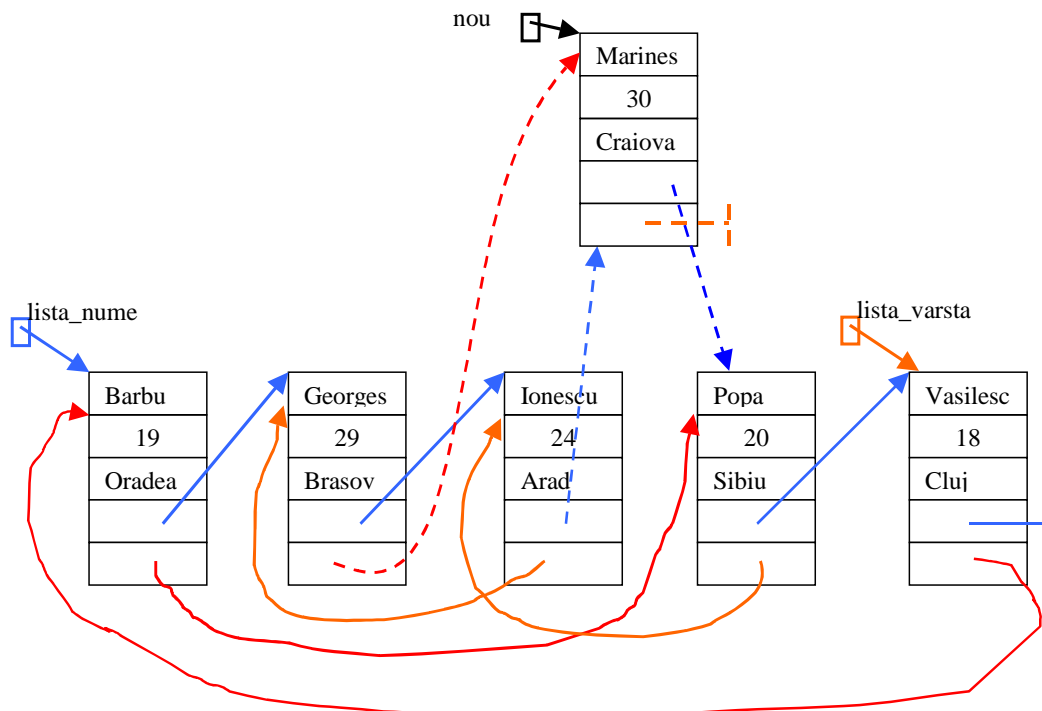 nou
Marines
30
Craiova
lista_nume
lista_varsta
Barbu
19
Oradea
Georges
29
Brasov
Ionescu
24
Arad
Popa
20
Sibiu
Vasilesc
18
Cluj